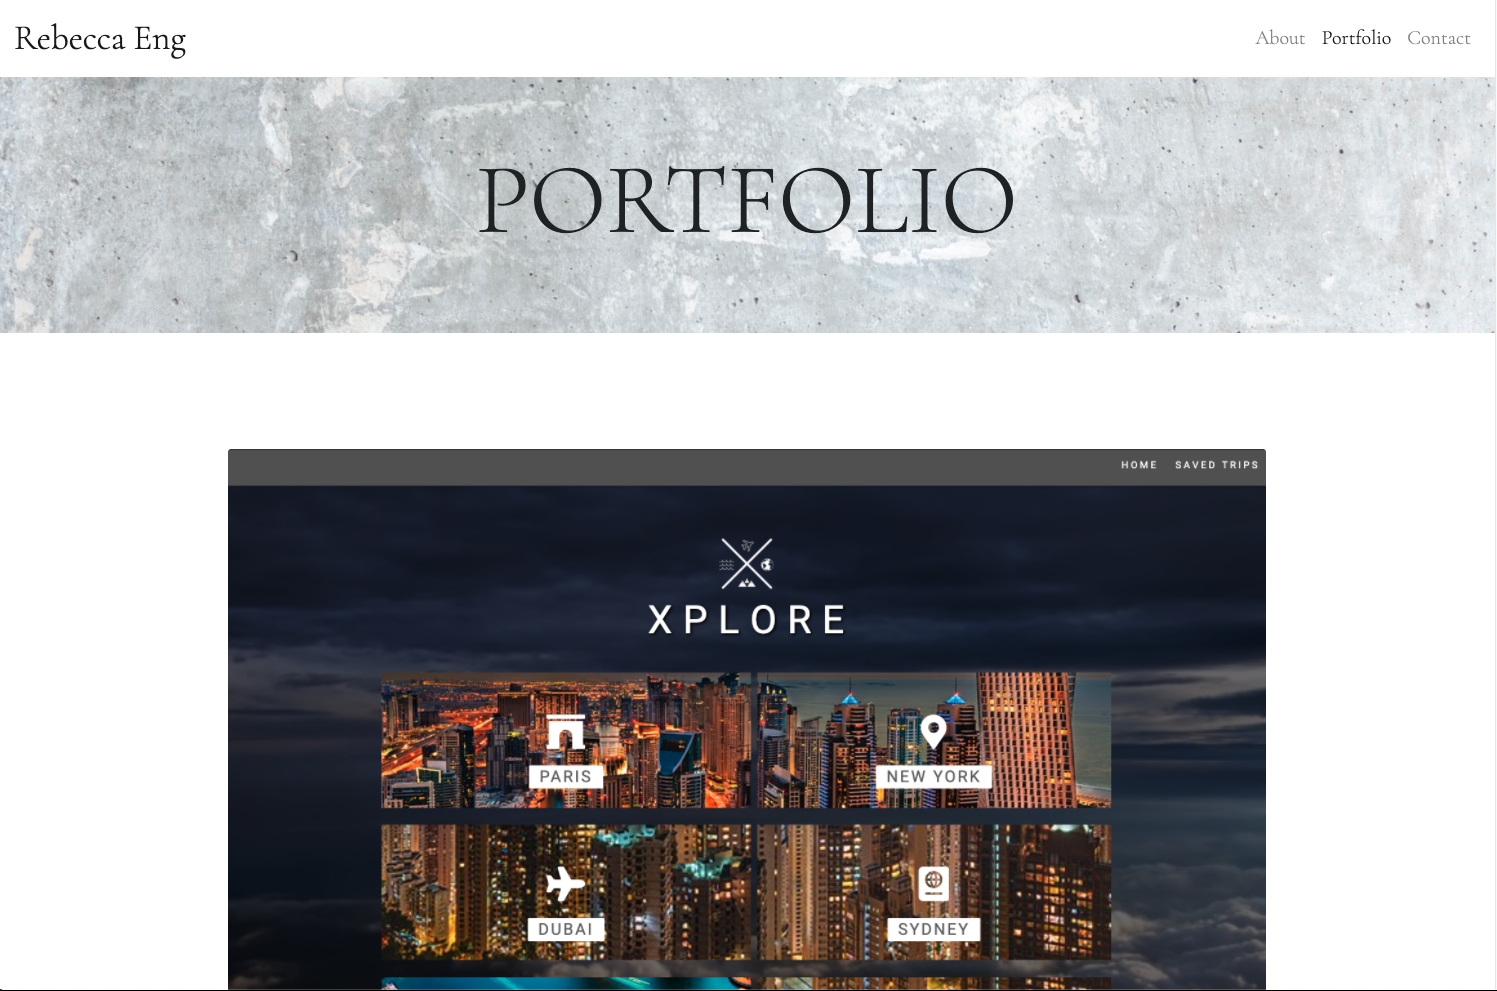 Rebecca Eng
About Portfolio Contact
PORTFOLIO
HOME SAVED TRIPS
XPLORE
PARIS
NEW YORK
DUBAI
SYDNEY